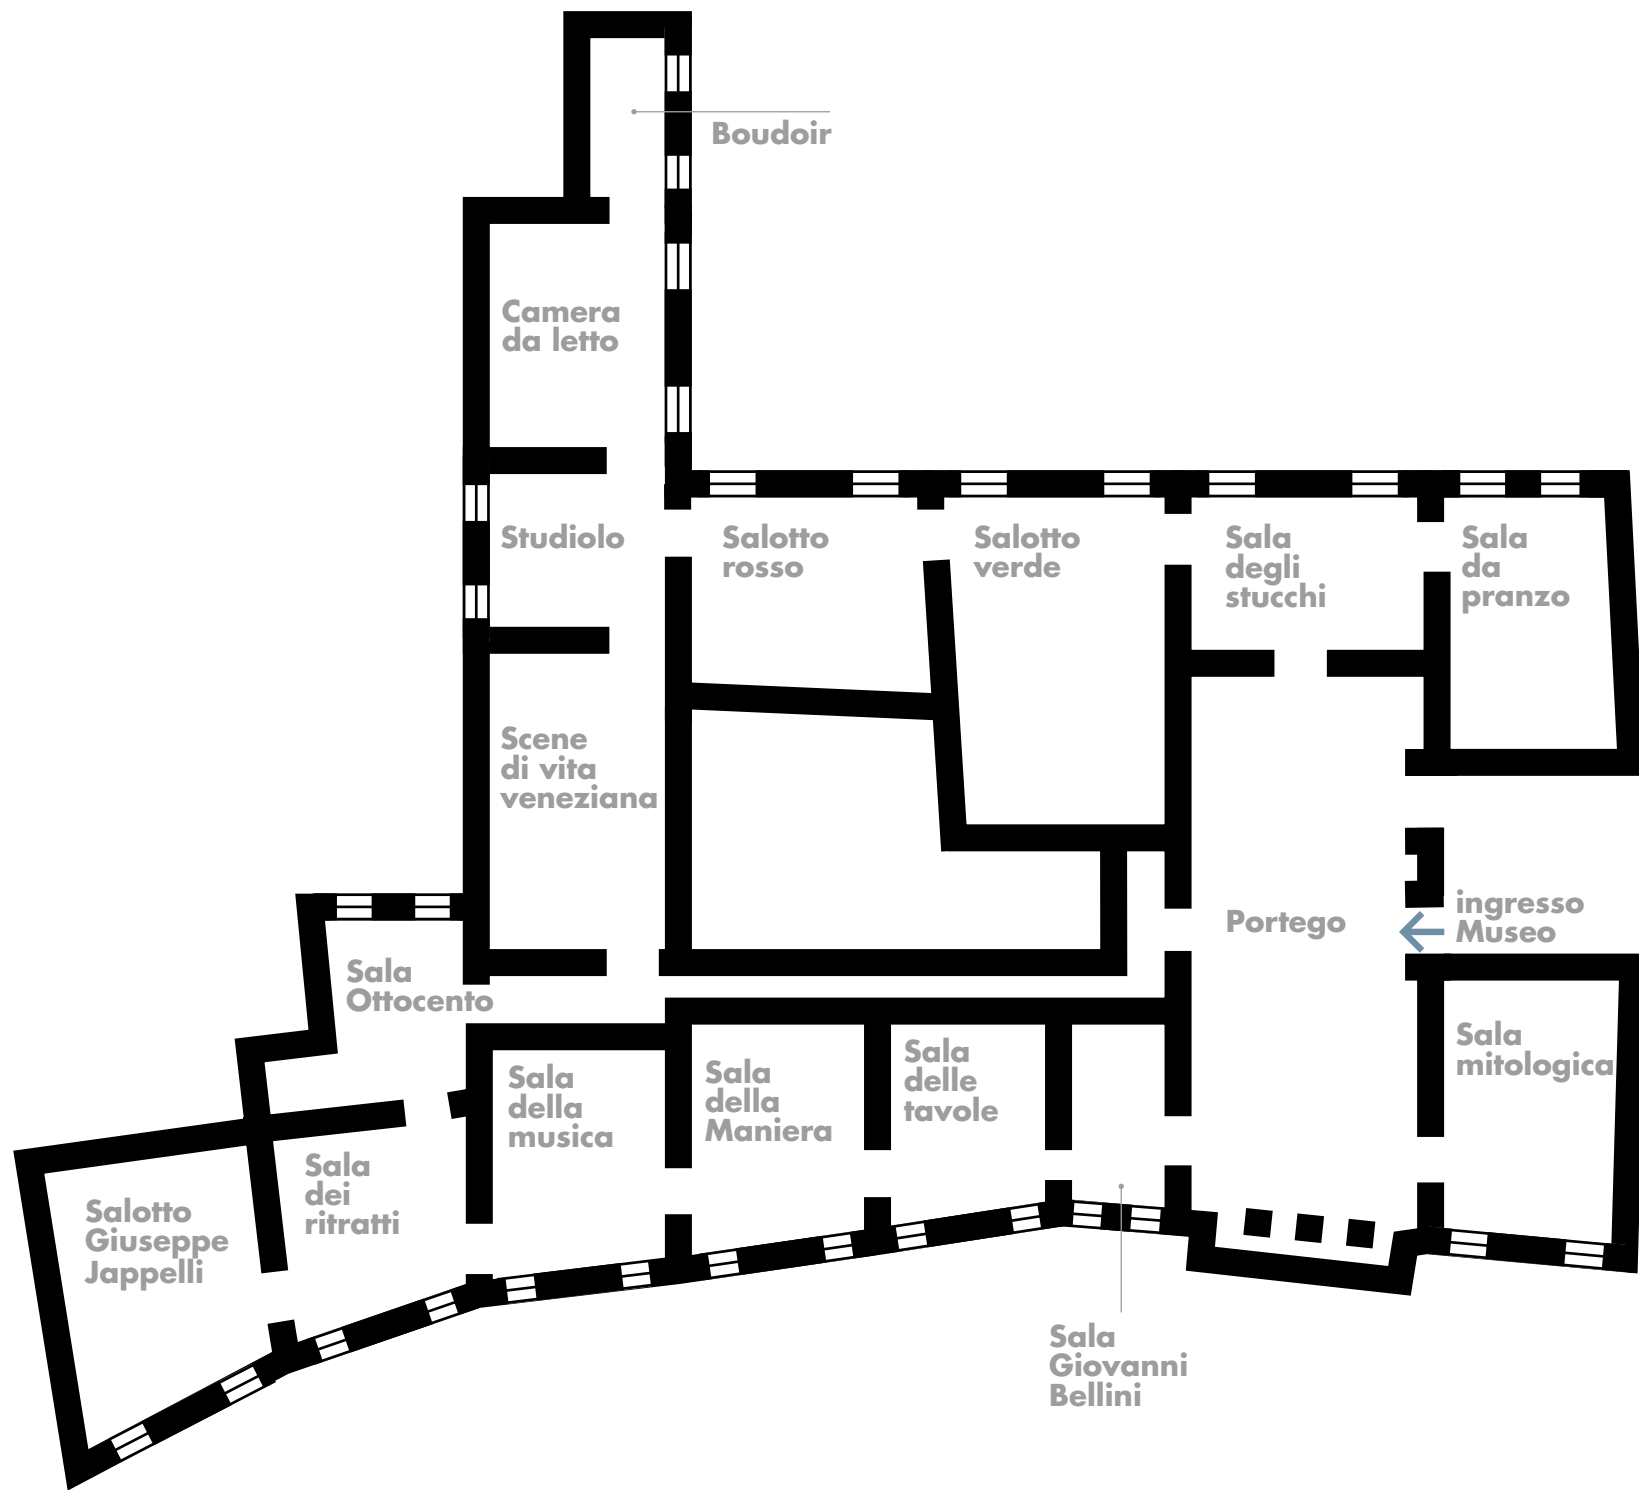 Boudoir
Camera
da letto
Studiolo
Salotto
rosso
Salotto
verde
Sala
degli
stucchi
Sala
da
pranzo
Scene
di vita
veneziana
Portego
ingresso
Museo
Sala
Ottocento
Sala
della
musica
Sala
della
Maniera
Sala
delle
tavole
Sala
mitologica
Sala
dei
ritratti
Salotto
Giuseppe
Jappelli
Sala
Giovanni
Bellini